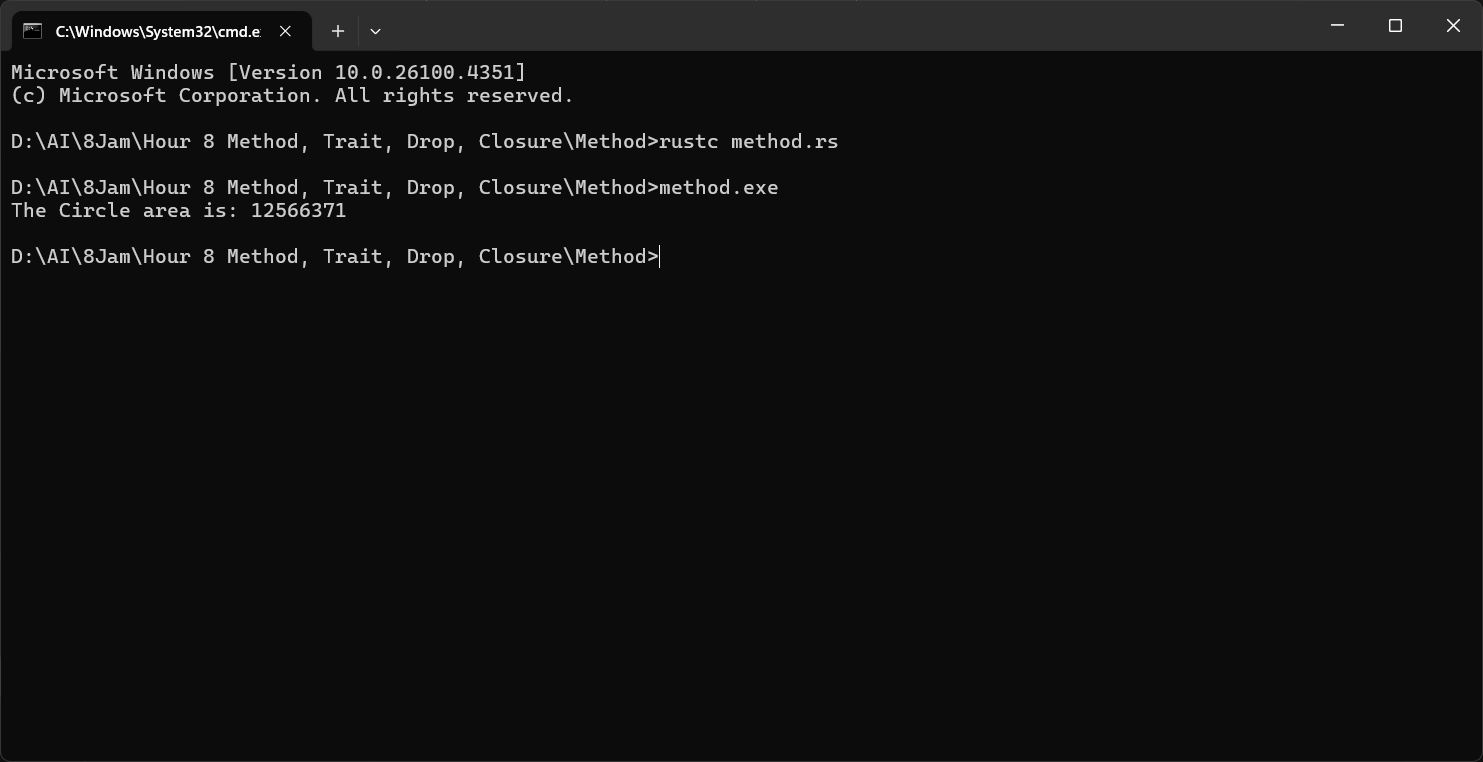 C:\Windows\System32\cmd.e
Microsoft Windows [Version 10.0.26100.4351]
(c) Microsoft Corporation. All rights reserved.
D:\AI\8Jam\Hour 8 Method, Trait, Drop, Closure\Method>rustc method.rs
D:\AI\8Jam\Hour 8 Method, Trait, Drop, Closure\Method>method.exe
The Circle area is: 12566371
D:\AI\8Jam\Hour 8 Method, Trait, Drop, Closure\Method>